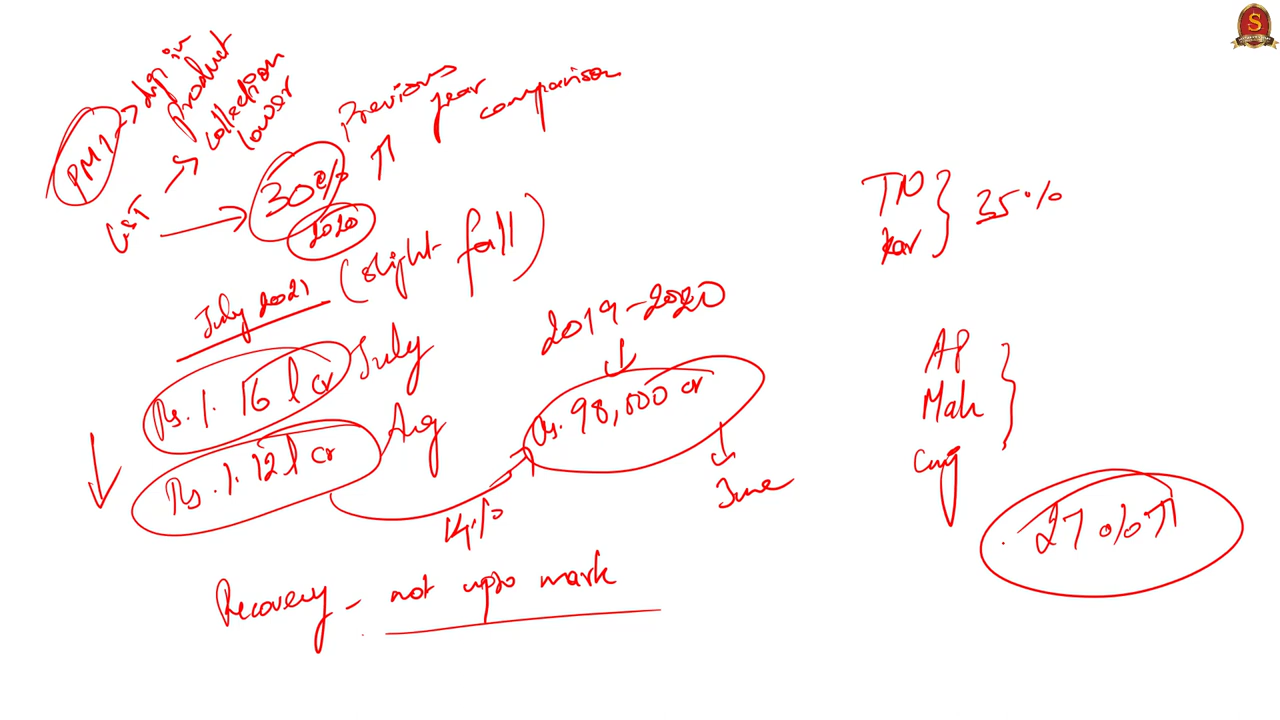 PMI → dip in
product
GST → collection
lower
→ 30% ↑ Previous
year
comparison
2020
July 2021 (slight fall)
2019-2020
Rs. 1.16 l cr July
Rs. 1.12 l cr Aug
Rs. 98,000 cr
June
14%
Recovery - not upto mark
TN
Kar
35%
AP
Mah
Guj
27% ↑
S